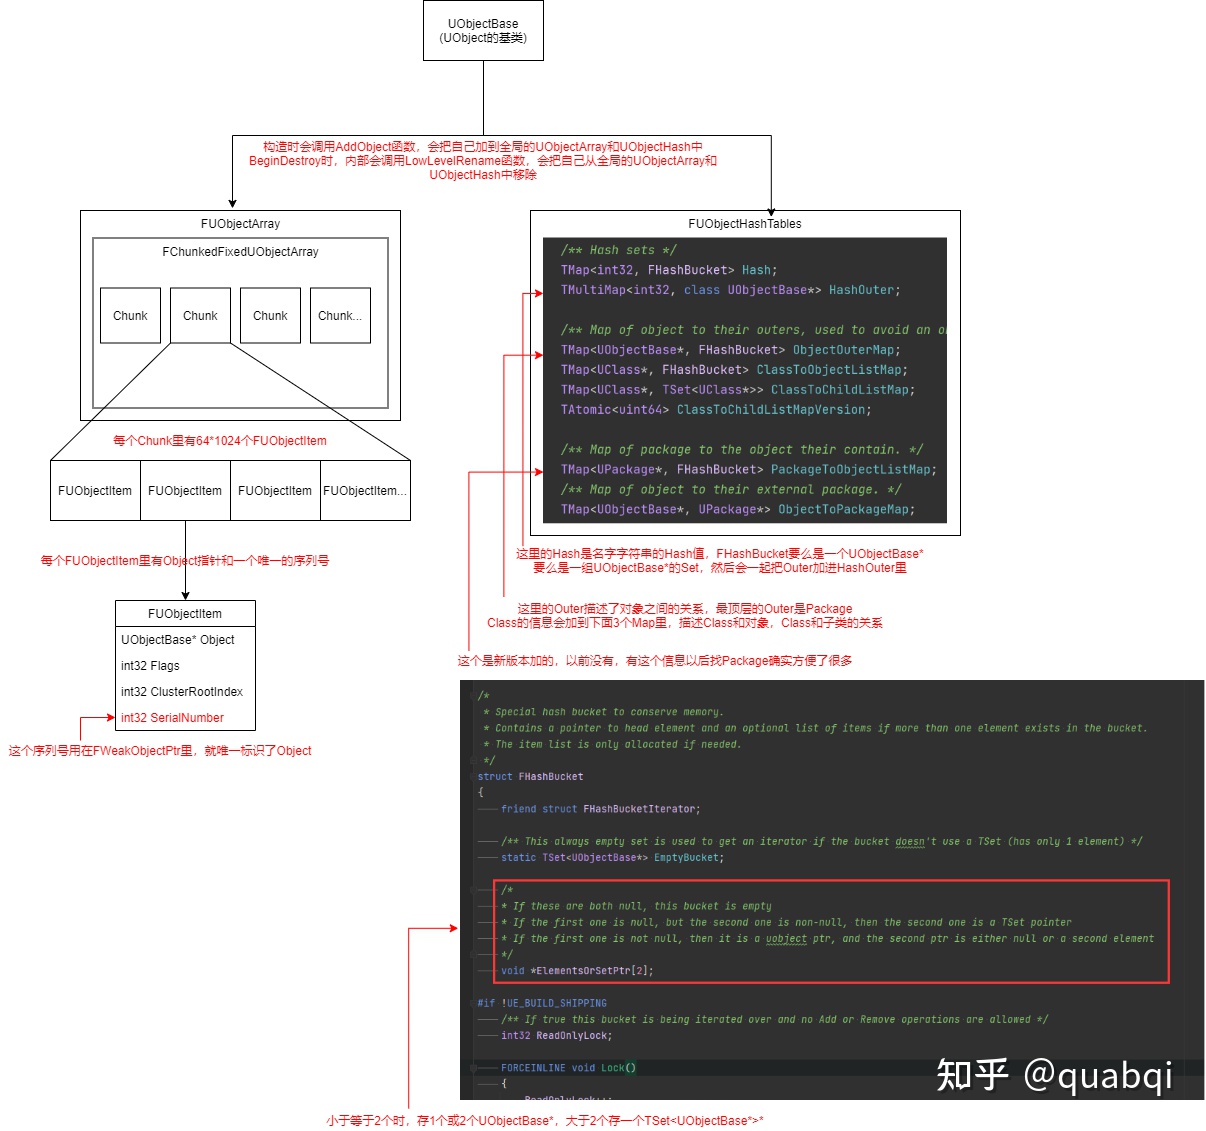 UObjectBase
(UObject的基类)
构造时会调用AddObject函数，会把自己加到全局的UObjectArray和UObjectHash中
BeginDestroy时，内部会调用LowLevelRename函数，会把自己从全局的UObjectArray和
UObjectHash中移除
FUObjectArray
FChunkedFixedUObjectArray
Chunk
Chunk
Chunk
Chunk...
每个Chunk里有64*1024个FUObjectItem
FUObjectItem
FUObjectItem
FUObjectItem
FUObjectItem...
每个FUObjectItem里有Object指针和一个唯一的序列号
FUObjectItem
UObjectBase* Object
int32 Flags
int32 ClusterRootIndex
int32 SerialNumber
这个序列号用在FWeakObjectPtr里，就唯一标识了Object
FUObjectHashTables
/** Hash sets */
TMap<int32, FHashBucket> Hash;
TMultiMap<int32, class UObjectBase*> HashOuter;
/** Map of object to their outers, used to avoid an
TMap<UObjectBase*, FHashBucket> ObjectOuterMap;
TMap<UClass*, FHashBucket> ClassToObjectListMap;
TMap<UClass*, TSet<UClass*>> ClassToChildListMap;
TAtomic<uint64> ClassToChildListMapVersion;
/** Map of package to the object their contain. */
TMap<UPackage*, FHashBucket> PackageToObjectListMap;
/** Map of object to their external package. */
TMap<UObjectBase*, UPackage*> ObjectToPackageMap;
这里的Hash是名字字符串的Hash值，FHashBucket要么是一个UObjectBase*
要么是一组UObjectBase*的Set，然后会一起把Outer加进HashOuter里
这里的Outer描述了对象之间的关系，最顶层的Outer是Package
Class的信息会加到下面3个Map里，描述Class和对象，Class和子类的关系
这个是新版本加的，以前没有，有这个信息以后找Package确实方便了很多
/*
* Special hash bucket to conserve memory.
* Contains a pointer to head element and an optional list of items if more than one element exists in the bucket.
* The item list is only allocated if needed.
*/
struct FHashBucket
{
friend struct FHashBucketIterator;
/** This always empty set is used to get an iterator if the bucket doesn't use a TSet (has only 1 element) */
static TSet<UObjectBase*> EmptyBucket;
/*
* If these are both null, this bucket is empty
* If the first one is null, but the second one is non-null, then the second one is a TSet pointer
* If the first one is not null, then it is a uobject ptr, and the second ptr is either null or a second element
*/
void *ElementsOrSetPtr[2];
#if !UE_BUILD_SHIPPING
/** If true this bucket is being iterated over and no Add or Remove operations are allowed */
int32 ReadOnlyLock;
FORCEINLINE void Lock()
{
ReadOnlyLock++;
知乎 @quabqi
小于等于2个时，存1个或2个UObjectBase*，大于2个存一个TSet<UObjectBase*>*